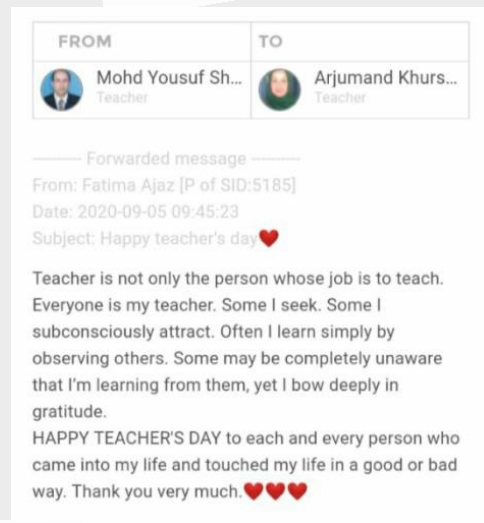 FROM TO
Mohd Yousuf Sh... Arjumand Khurs...
Teacher Teacher
--------- Forwarded message ---------
From: Fatima Ajaz [P of SID:5185]
Date: 2020-09-05 09:45:23
Subject: Happy teacher's day❤️
Teacher is not only the person whose job is to teach.
Everyone is my teacher. Some I seek. Some I
subconsciously attract. Often I learn simply by
observing others. Some may be completely unaware
that I'm learning from them, yet I bow deeply in
gratitude.
HAPPY TEACHER'S DAY to each and every person who
came into my life and touched my life in a good or bad
way. Thank you very much.❤️❤️❤️